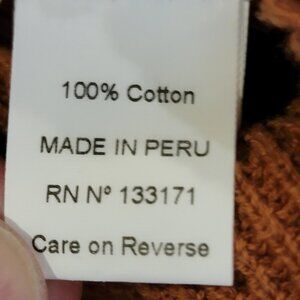 100% Cotton
MADE IN PERU
RN Nº 133171
Care on Reverse